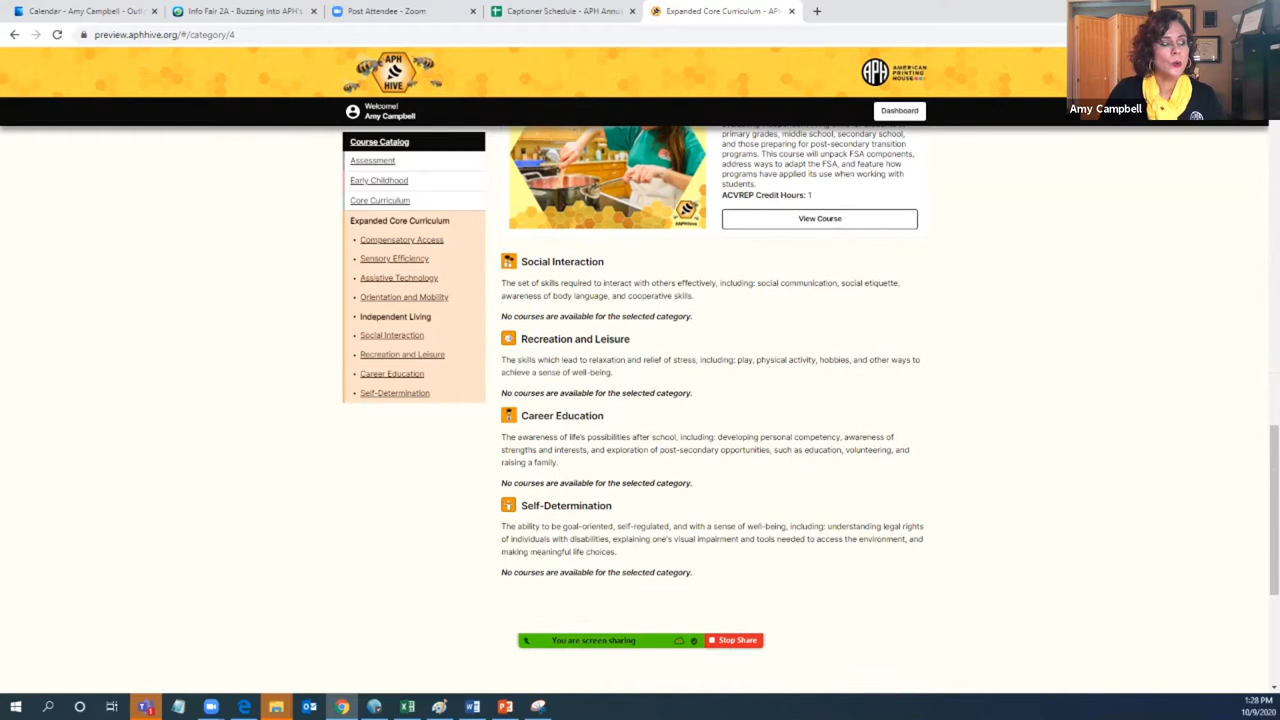 Calendar - Amy Campbell - Outl
Info Fair 2A - Buzzing into APH's
Post Attendee - Zoom
Captioner Schedule - APH Annu
Expanded Core Curriculum - AP
preview.aphhive.org/#/category/4
APH
HIVE
APH
AMERICAN
PRINTING
HOUSE
Amy Campbell
Welcome!
Amy Campbell
Dashboard
Course Catalog
Assessment
Early Childhood
Core Curriculum
Expanded Core Curriculum
• Compensatory Access
• Sensory Efficiency
• Assistive Technology
• Orientation and Mobility
• Independent Living
• Social Interaction
• Recreation and Leisure
• Career Education
• Self-Determination
primary grades, middle school, secondary school,
and those preparing for post-secondary transition
programs. This course will unpack FSA components,
address ways to adapt the FSA, and feature how
programs have applied its use when working with
students.
ACVREP Credit Hours: 1
View Course
Social Interaction
The set of skills required to interact with others effectively, including: social communication, social etiquette,
awareness of body language, and cooperative skills.
No courses are available for the selected category.
Recreation and Leisure
The skills which lead to relaxation and relief of stress, including: play, physical activity, hobbies, and other ways to
achieve a sense of well-being.
No courses are available for the selected category.
Career Education
The awareness of life's possibilities after school, including: developing personal competency, awareness of
strengths and interests, and exploration of post-secondary opportunities, such as education, volunteering, and
raising a family.
No courses are available for the selected category.
Self-Determination
The ability to be goal-oriented, self-regulated, and with a sense of well-being, including: understanding legal rights
of individuals with disabilities, explaining one's visual impairment and tools needed to access the environment, and
making meaningful life choices.
No courses are available for the selected category.
You are screen sharing
Stop Share
1:28 PM
10/9/2020